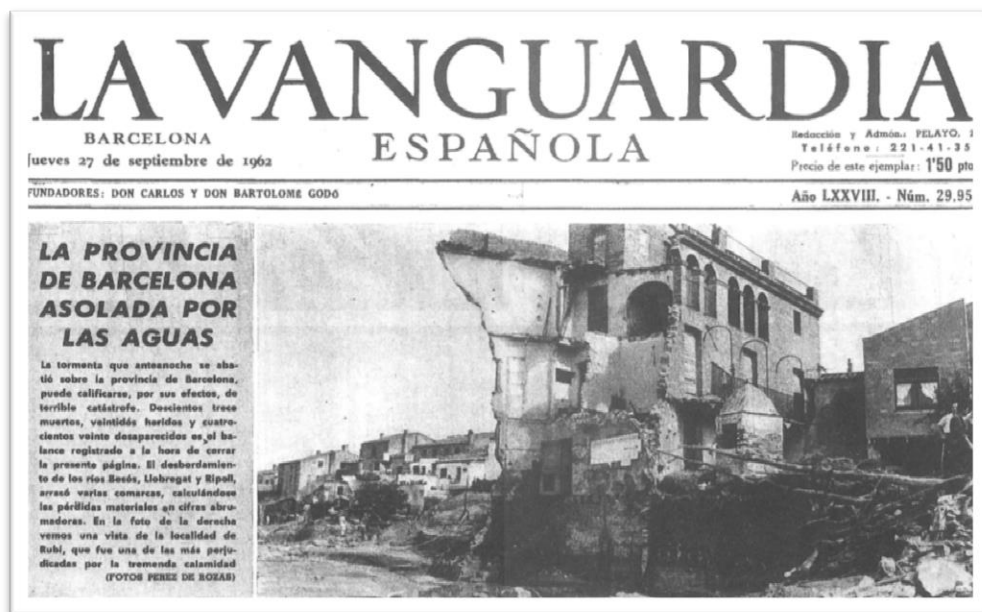 LA VANGUARDIA
ESPAÑOLA
BARCELONA
Jueves 27 de septiembre de 1962
Redacción y Admón.: PELAYO,
Teléfono: 221-41-35
Precio de este ejemplar: 1'50 pta
FUNDADORES: DON CARLOS Y DON BARTOLOME GODÓ
Año LXXVIII. - Núm. 29,95
LA PROVINCIA
DE BARCELONA
ASOLADA POR
LAS AGUAS
La tormenta que anteanoche se aba-
tió sobre la provincia de Barcelona,
puede calificarse, por sus efectos, de
terrible catástrofe. Doscientos trece
muertos, veintidós heridos y cuatro-
cientos veinte desaparecidos es el ba-
lance registrado a la hora de cerrar
la presente página. El desbordamien-
to de los ríos Besós, Llobregat y Ripoll,
arrasó varias comarcas, calculándose
las pérdidas materiales en cifras abru-
madoras. En la foto de la derecha
vemos una vista de la localidad de
Rubí, que fue una de las más perju-
dicadas por la tremenda calamidad
(FOTOS PEREZ DE ROZAS)